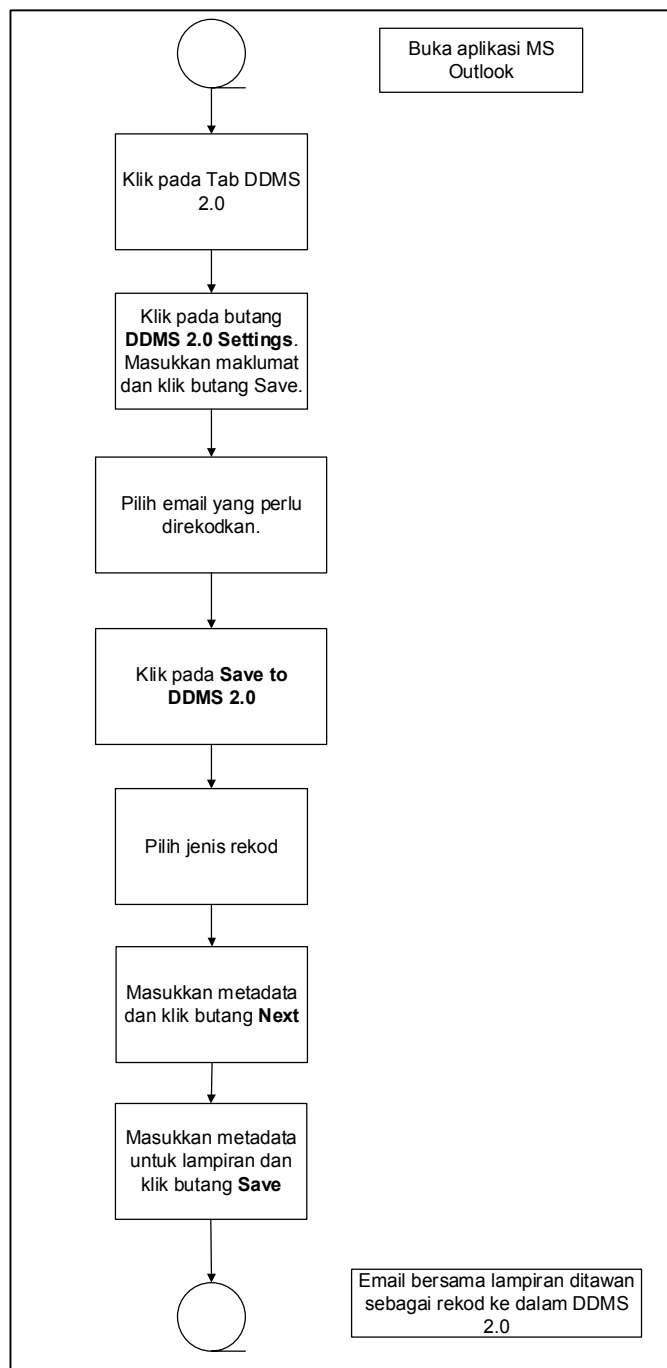 Buka aplikasi MS
Outlook
Klik pada Tab DDMS
2.0
Klik pada butang
DDMS 2.0 Settings.
Masukkan maklumat
dan klik butang Save.
Pilih email yang perlu
direkodkan.
Klik pada Save to
DDMS 2.0
Pilih jenis rekod
Masukkan metadata
dan klik butang Next
Masukkan metadata
untuk lampiran dan
klik butang Save
Email bersama lampiran ditawan
sebagai rekod ke dalam DDMS
2.0